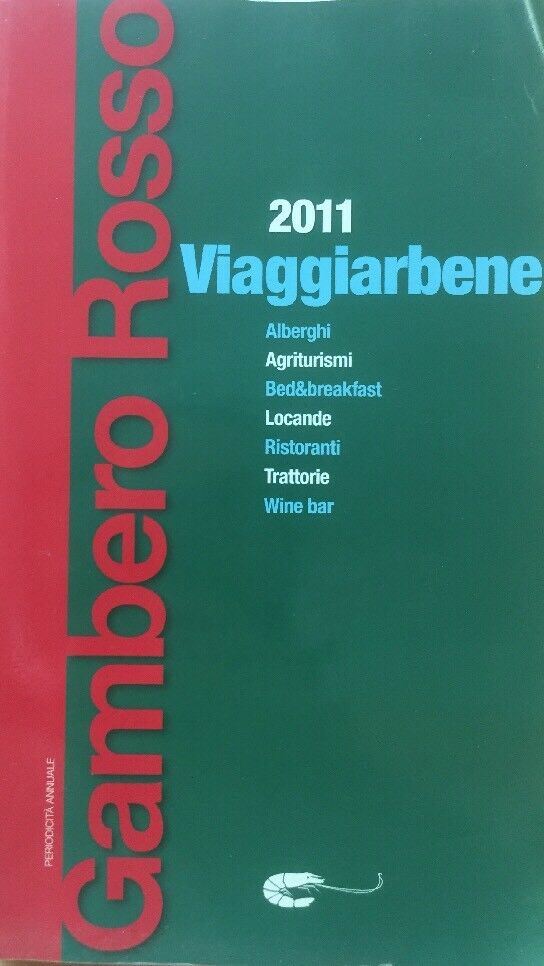 Gambero Rosso
PERIODICITÀ ANNUALE
2011
Viaggiarbene
Alberghi
Agriturismi
Bed&breakfast
Locande
Ristoranti
Trattorie
Wine bar